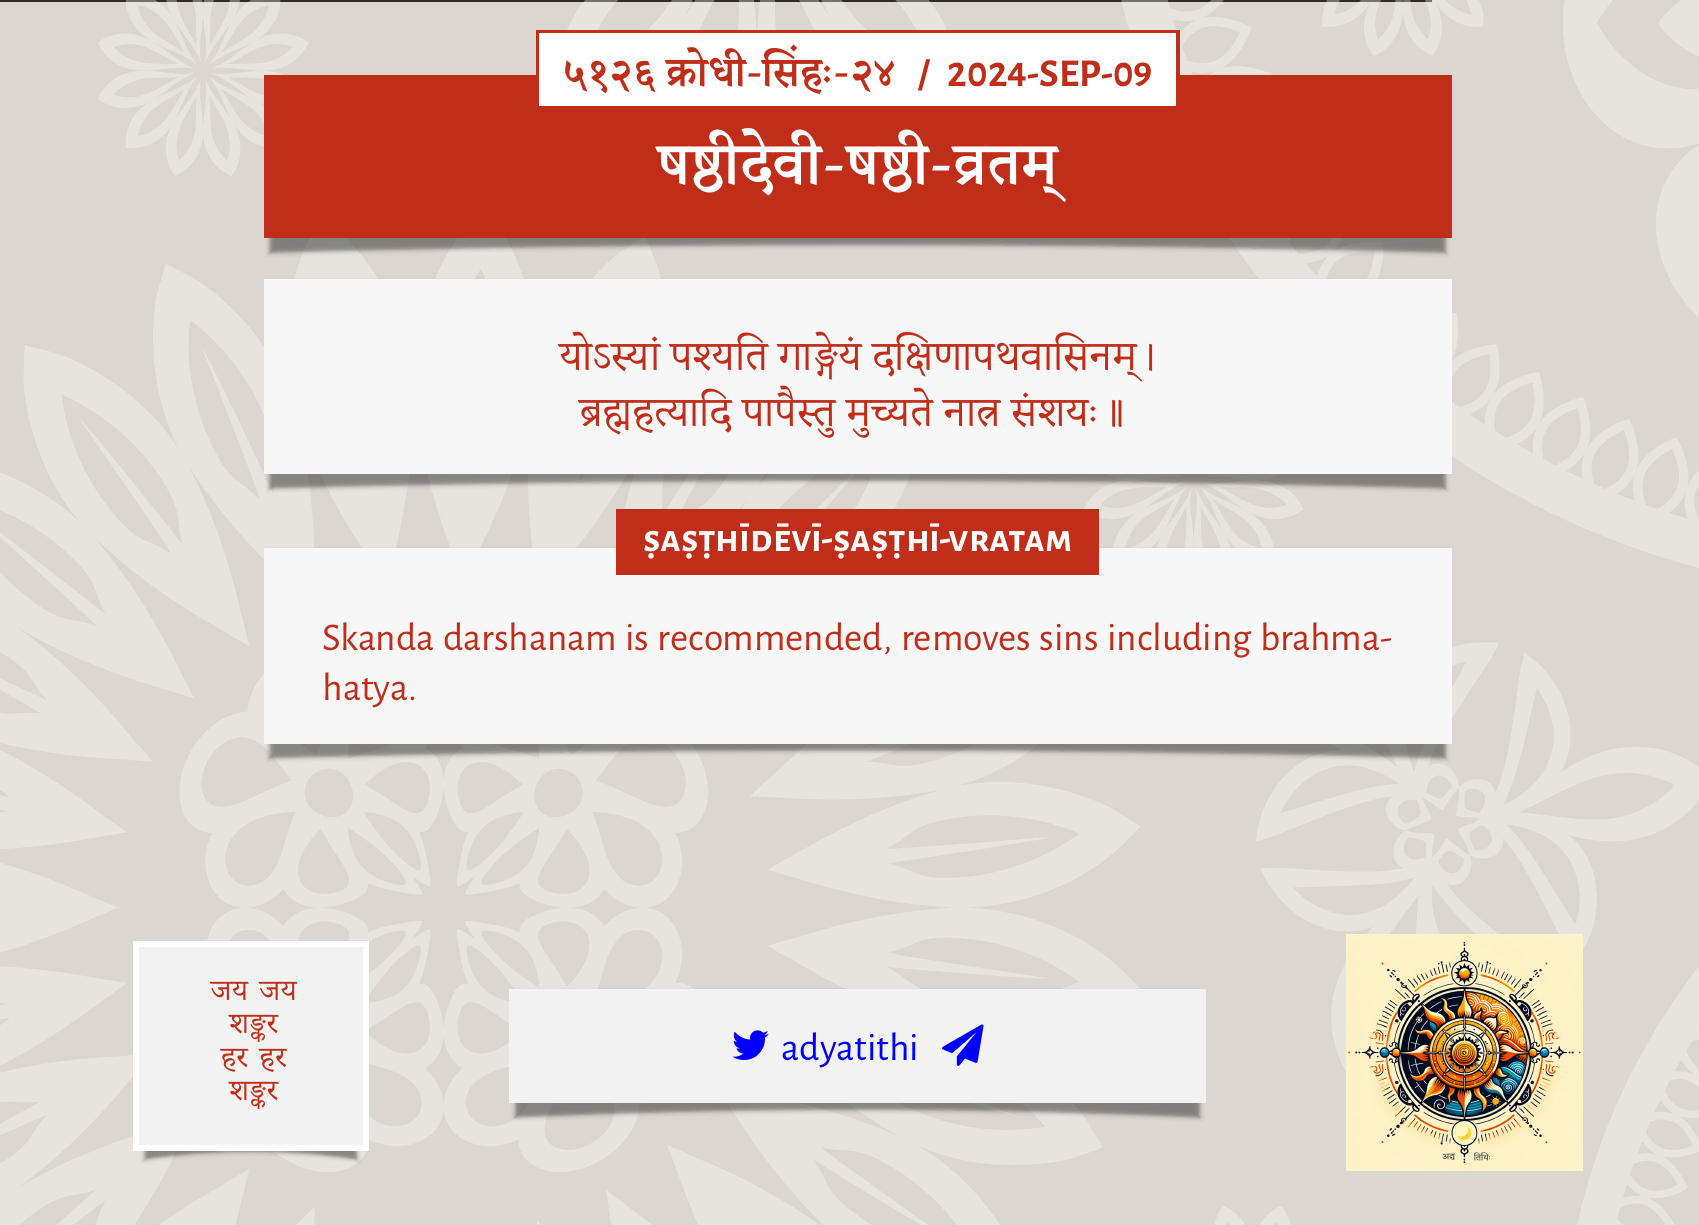 ५१२६ क्रोधी-सिंहः-२४ / 2024-SEP-09
षष्ठीदेवी-षष्ठी-व्रतम्
योऽस्यां पश्यति गाङ्गेयं दक्षिणापथवासिनम्।
ब्रह्महत्यादि पापैस्तु मुच्यते नात्र संशयः॥
ṢAṢṬHĪDĒVĪ-ṢAṢṬHĪ-VRATAM
Skanda darshanam is recommended, removes sins including brahma-
hatya.
जय जय
शङ्कर
हर हर
शङ्कर
adyatithi
अद्य तिथिः